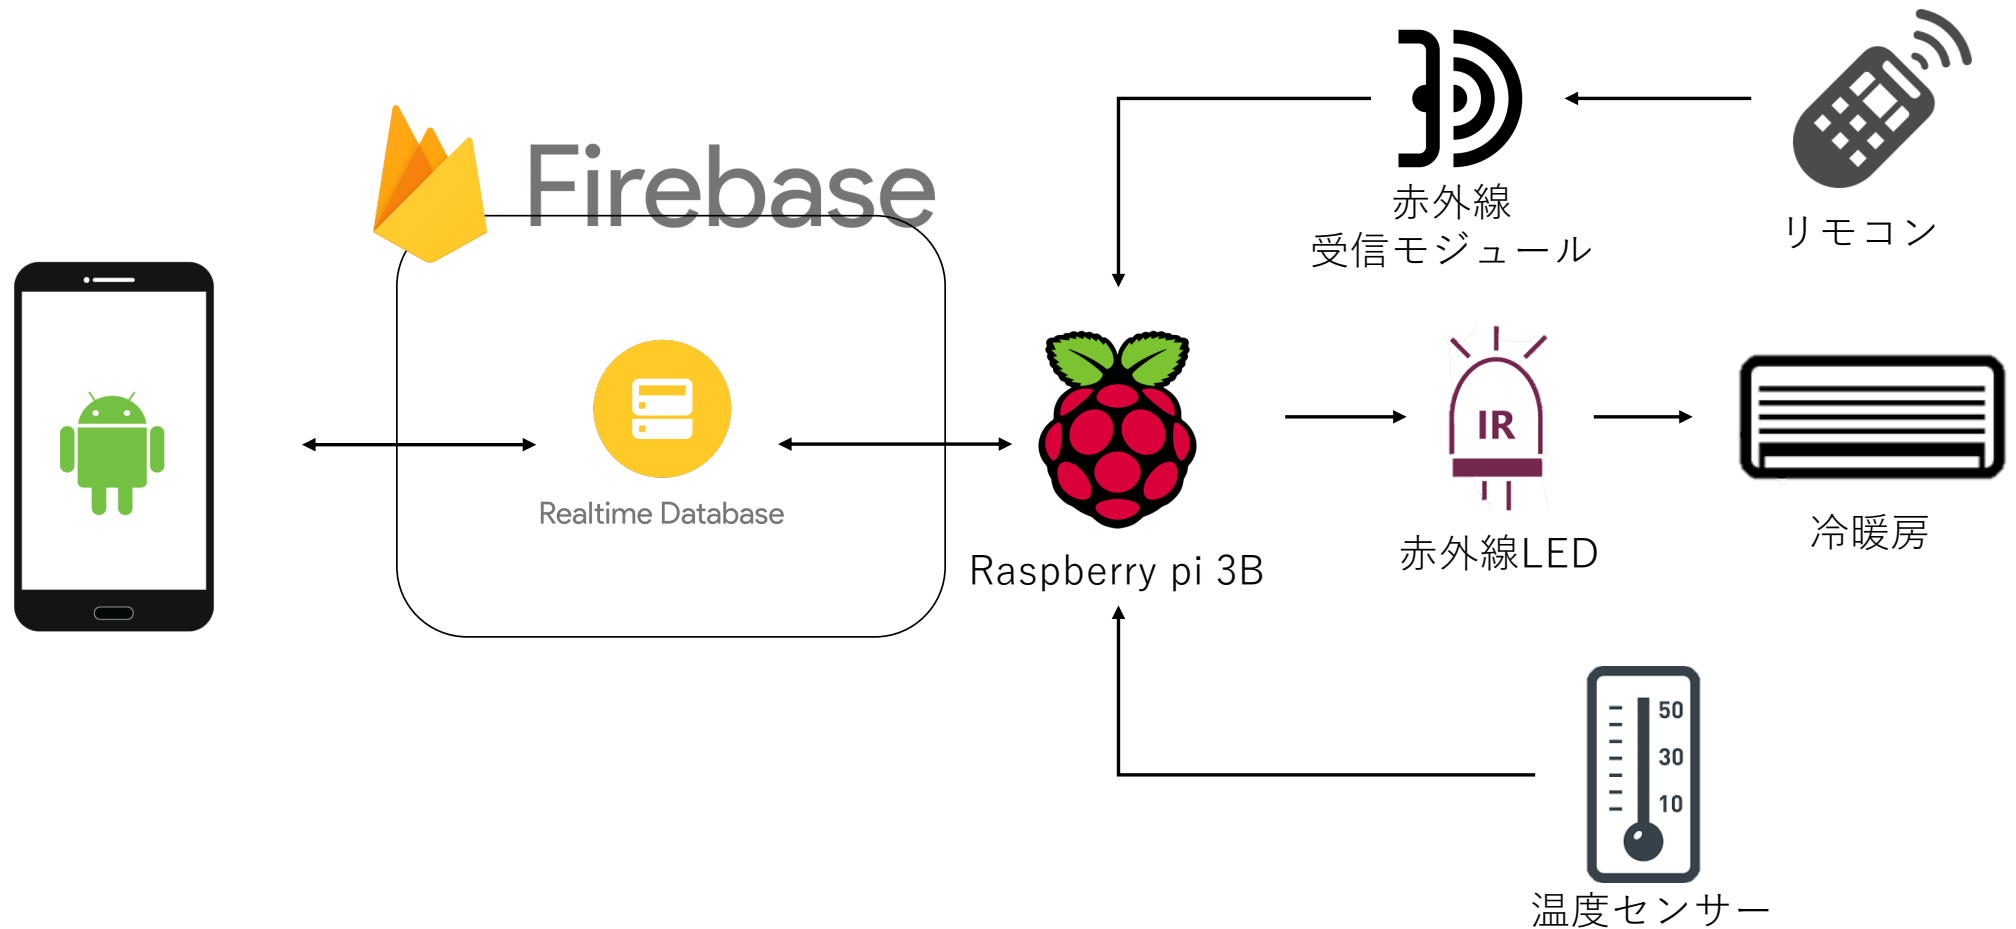 Firebase
Realtime Database
Raspberry pi 3B
赤外線
受信モジュール
リモコン
IR
赤外線LED
冷暖房
50
30
10
温度センサー